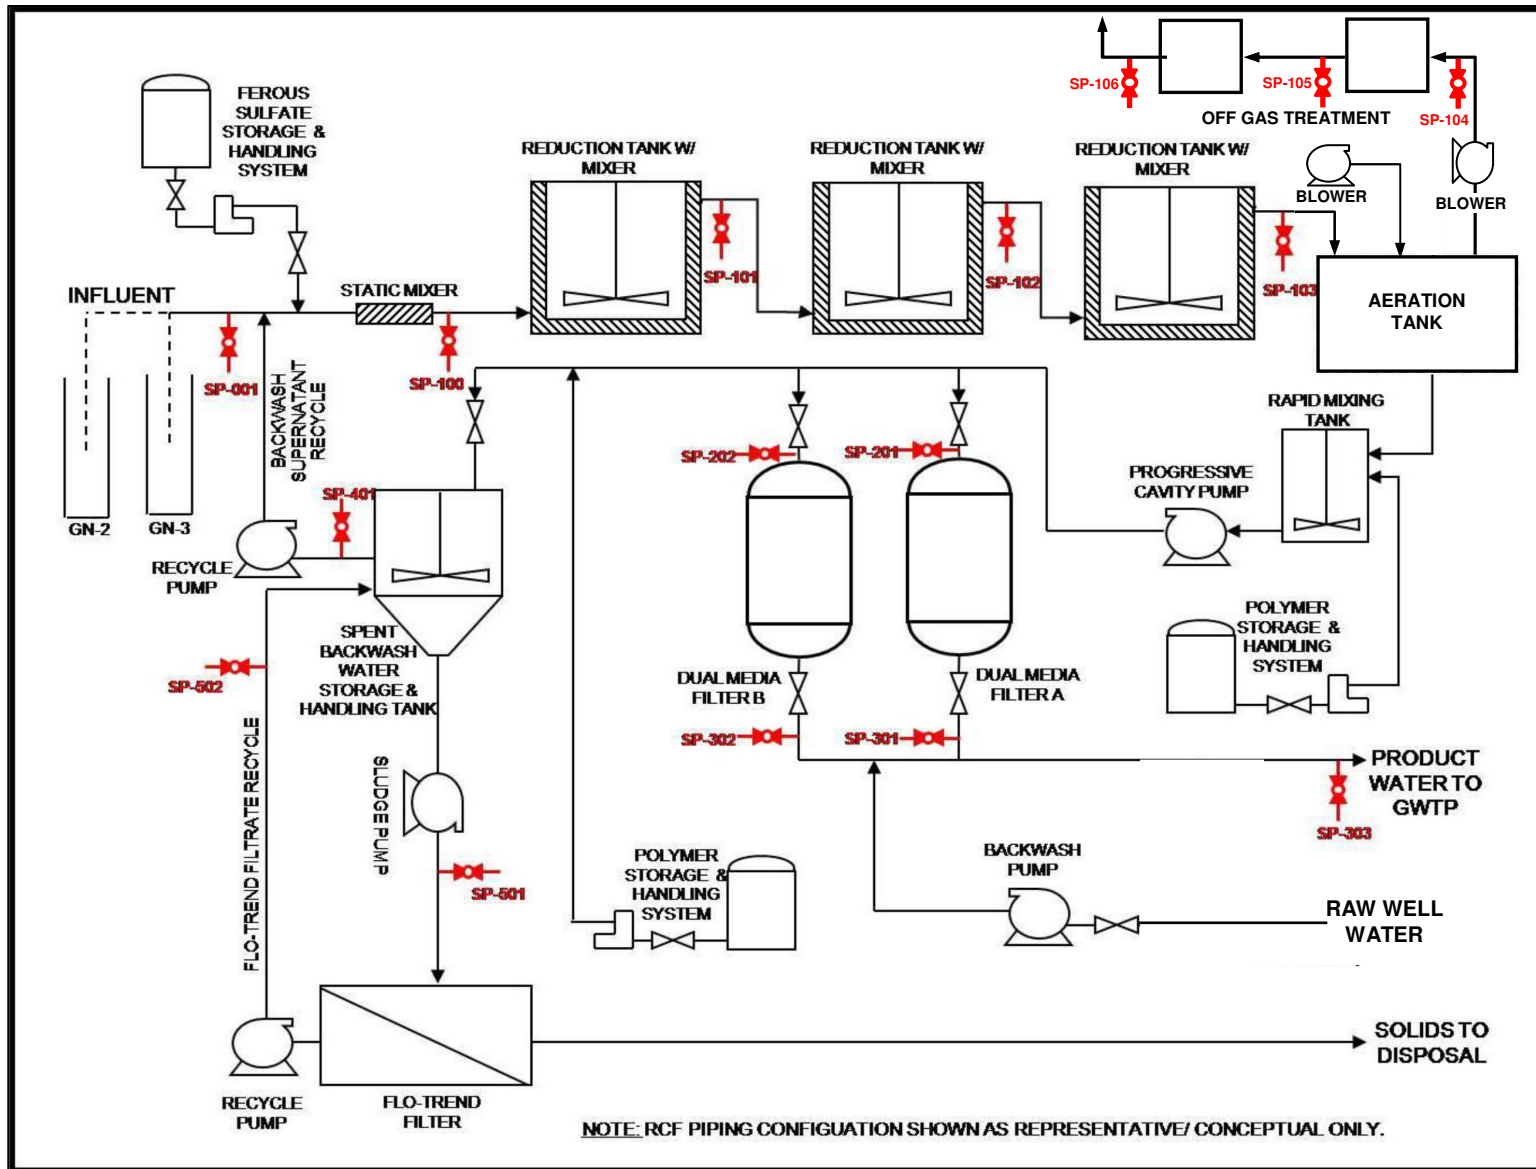 SP-106
SP-105
SP-104
OFF GAS TREATMENT
FEROUS
SULFATE
STORAGE &
HANDLING
SYSTEM
REDUCTION TANK W/
MIXER
REDUCTION TANK W/
MIXER
REDUCTION TANK W/
MIXER
BLOWER
BLOWER
SP-101
SP-102
SP-103
INFLUENT
STATIC MIXER
AERATION
TANK
SP-001
SP-100
BACKWASH
SUPERNATANT
RECYCLE
RAPID MIXING
TANK
SP-202
SP-201
PROGRESSIVE
CAVITY PUMP
SP-401
GN-2
GN-3
RECYCLE
PUMP
SPENT
BACKWASH
WATER
STORAGE &
HANDLING TANK
POLYMER
STORAGE &
HANDLING
SYSTEM
SP-502
DUAL MEDIA
FILTER B
DUAL MEDIA
FILTER A
SP-302
SP-301
FLO-TREND FILTRATE RECYCLE
SLUDGE PUMP
PRODUCT
WATER TO
GWTP
SP-303
SP-501
POLYMER
STORAGE &
HANDLING
SYSTEM
BACKWASH
PUMP
RAW WELL
WATER
SOLIDS TO
DISPOSAL
RECYCLE
PUMP
FLO-TREND
FILTER
NOTE: RCF PIPING CONFIGUATION SHOWN AS REPRESENTATIVE/ CONCEPTUAL ONLY.